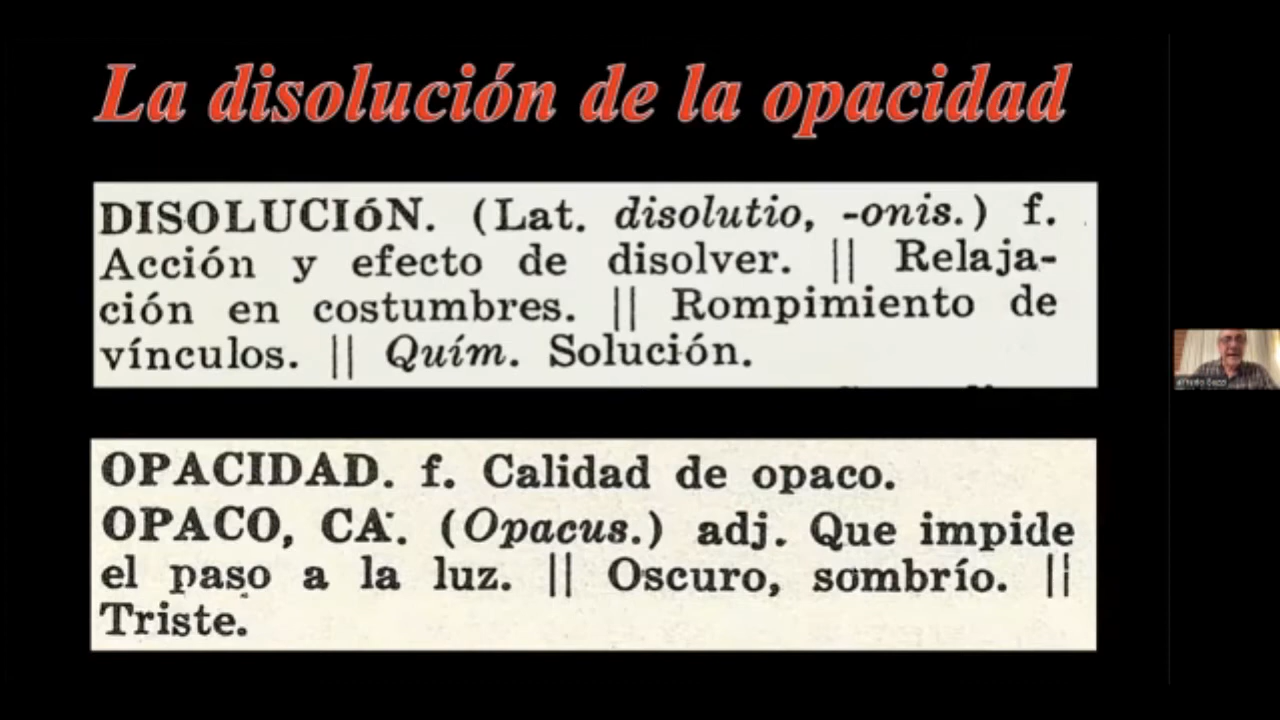 La disolución de la opacidad
DISOLUCIóN. (Lat. disolutio, -onis.) f.
Acción y efecto de disolver. || Relaja-
ción en costumbres. || Rompimiento de
vínculos. || Quím. Solución.
OPACIDAD. f. Calidad de opaco.
OPACO, CA. (Opacus.) adj. Que impide
el paso a la luz. || Oscuro, sombrío. ||
Triste.